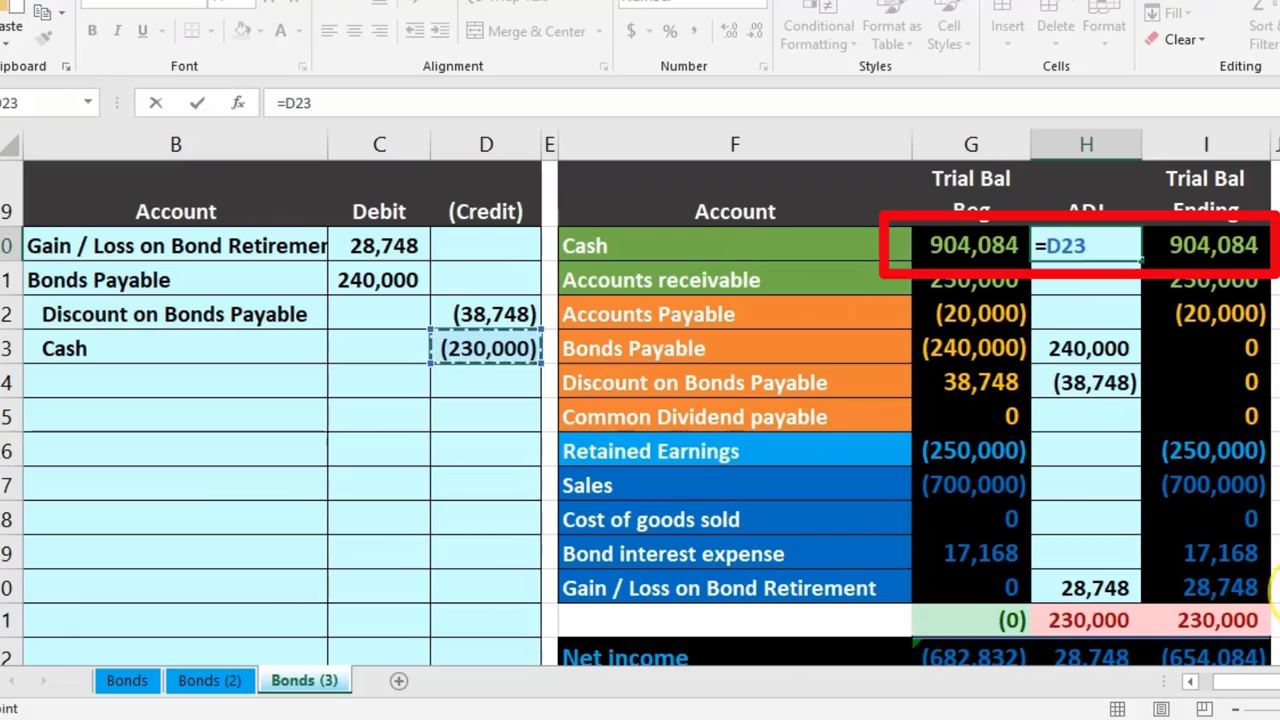 aste
B I U
Wrap Text
Merge & Center
Number
$ % ,
Conditional Formatting
Format as Table
Cell Styles
Insert
Delete
Format
Fill
Clear
Sort
Filter
pboard
Font
Alignment
Number
Styles
Cells
Editing
D23 fx =D23
B C D E F G H I J
9 Account Debit (Credit) Account Trial Bal Beg ADJ Trial Bal Ending
0 Gain / Loss on Bond Retiremen 28,748 Cash 904,084 =D23 904,084
1 Bonds Payable 240,000 Accounts receivable 230,000 230,000
2 Discount on Bonds Payable (38,748) Accounts Payable (20,000) (20,000)
3 Cash (230,000) Bonds Payable (240,000) 240,000 0
4 Discount on Bonds Payable 38,748 (38,748) 0
5 Common Dividend payable 0 0
6 Retained Earnings (250,000) (250,000)
7 Sales (700,000) (700,000)
8 Cost of goods sold 0 0
9 Bond interest expense 17,168 17,168
0 Gain / Loss on Bond Retirement 0 28,748 28,748
1 (0) 230,000 230,000
2 Net income (682,832) 28,748 (654,084)
Bonds Bonds (2) Bonds (3)
oint